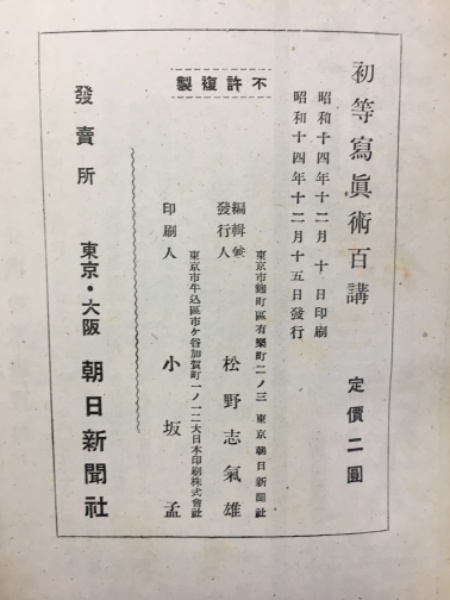 初等寫眞術百講　定價二圓
昭和十四年十二月　十　日印刷
昭和十四年十二月十五日發行
不許複製
東京市麹町區有樂町二ノ三　東京朝日新聞社
編輯兼
發行人　松野志氣雄
東京市牛込區市ケ谷加賀町一ノ一二大日本印刷株式會社
印刷人　小坂孟
發賣所　東京・大阪　朝日新聞社